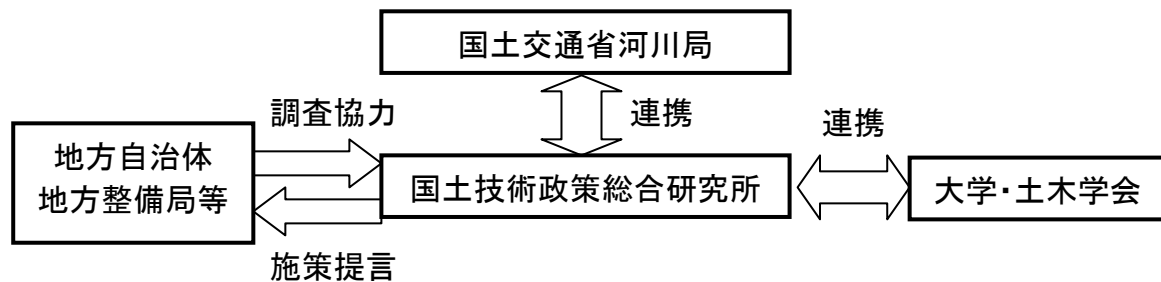 国土交通省河川局
調査協力
連携
連携
地方自治体
地方整備局等
国土技術政策総合研究所
大学・土木学会
施策提言